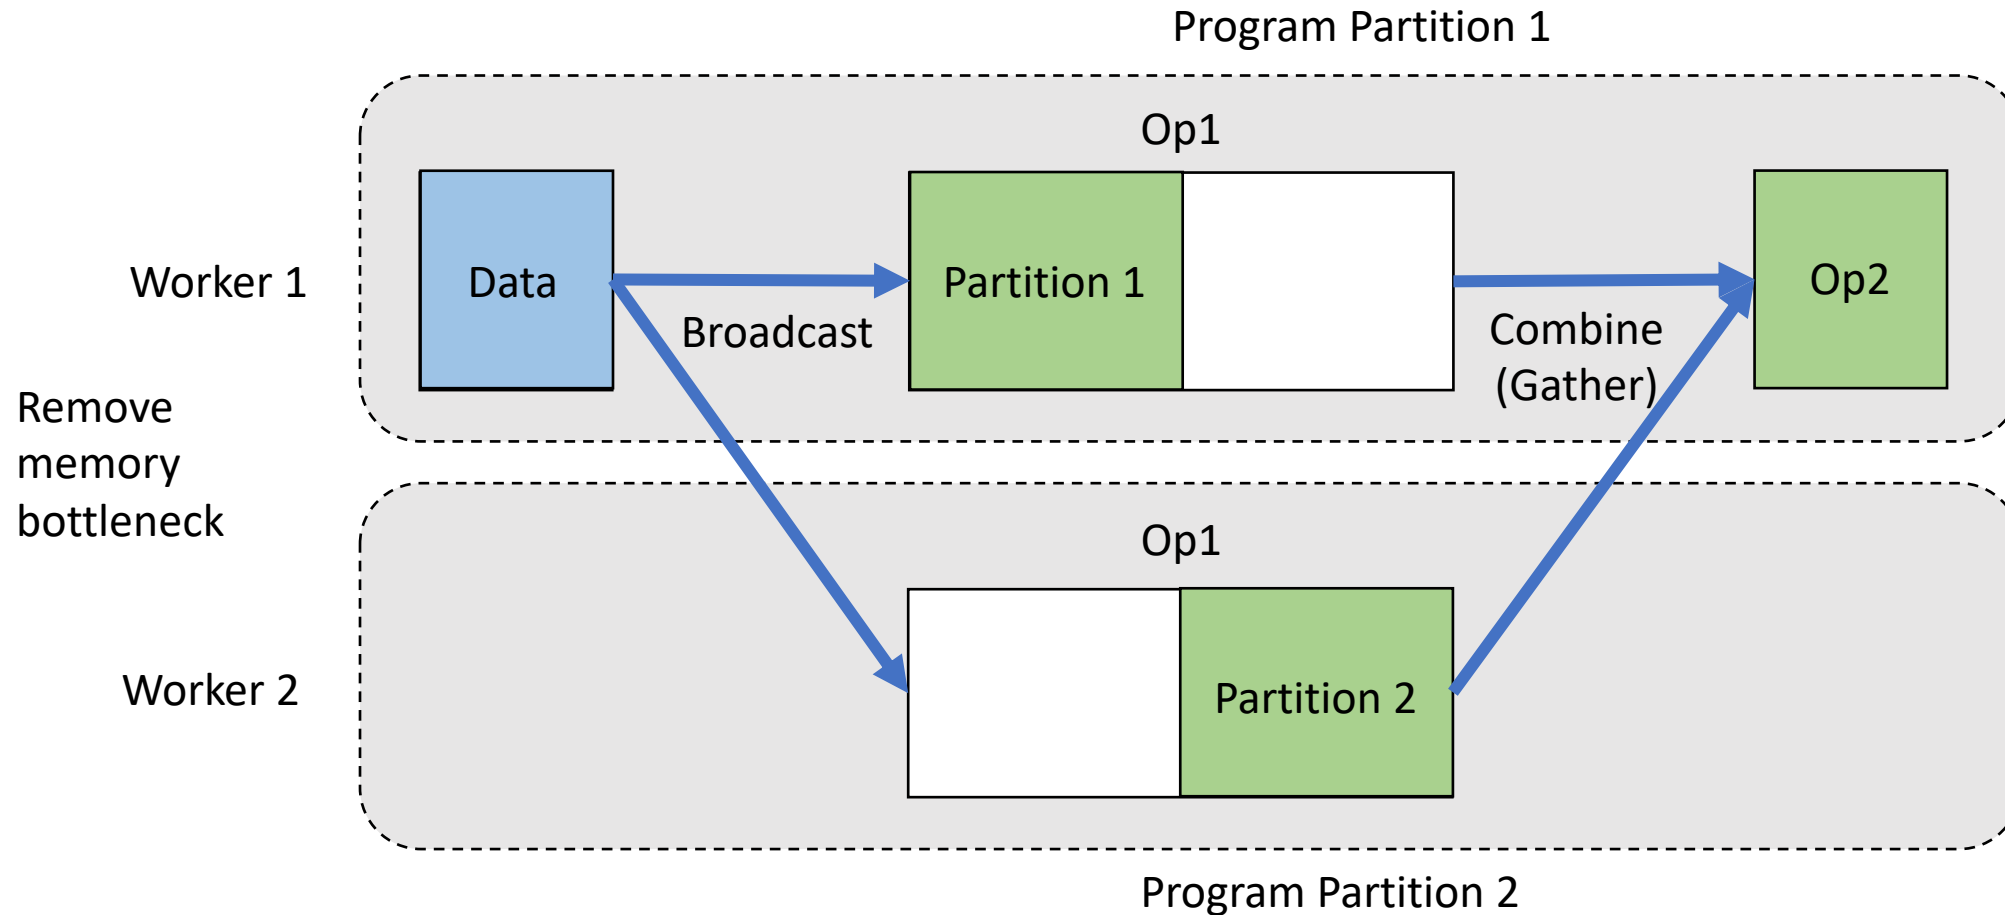 Program Partition 1
Op1
Worker 1
Data
Broadcast
Partition 1
Combine
(Gather)
Op2
Remove
memory
bottleneck
Op1
Worker 2
Partition 2
Program Partition 2